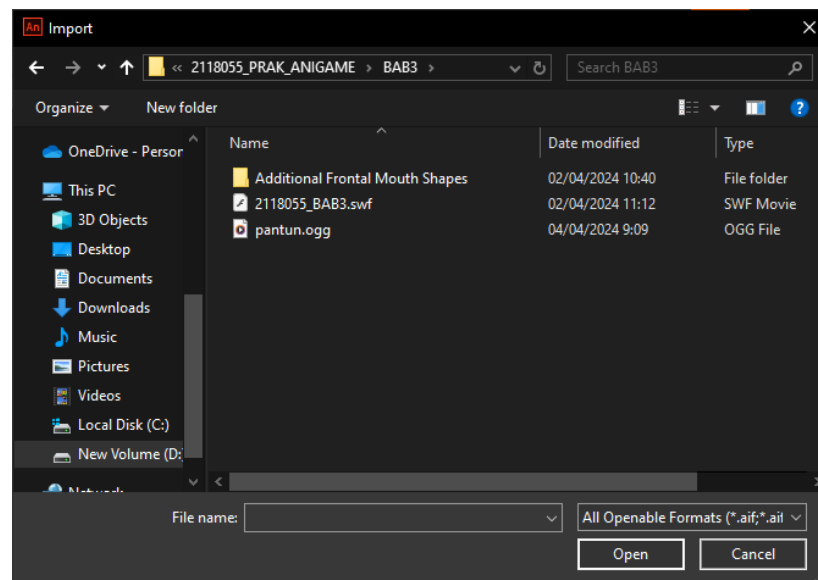 An Import
« 2118055_PRAK_ANIGAME > BAB3 > Search BAB3
Organize New folder
Name Date modified Type
OneDrive - Person
This PC
3D Objects
Desktop
Documents
Downloads
Music
Pictures
Videos
Local Disk (C:)
New Volume (D:
Network
Additional Frontal Mouth Shapes 02/04/2024 10:40 File folder
2118055_BAB3.swf 02/04/2024 11:12 SWF Movie
pantun.ogg 04/04/2024 9:09 OGG File
File name: All Openable Formats (*.aif;*.aif
Open Cancel